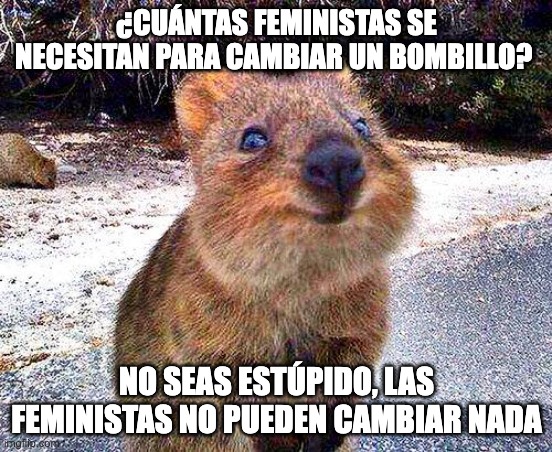 ¿CUÁNTAS FEMINISTAS SE
NECESITAN PARA CAMBIAR UN BOMBILLO?
NO SEAS ESTÚPIDO, LAS
FEMINISTAS NO PUEDEN CAMBIAR NADA
imgflip.com